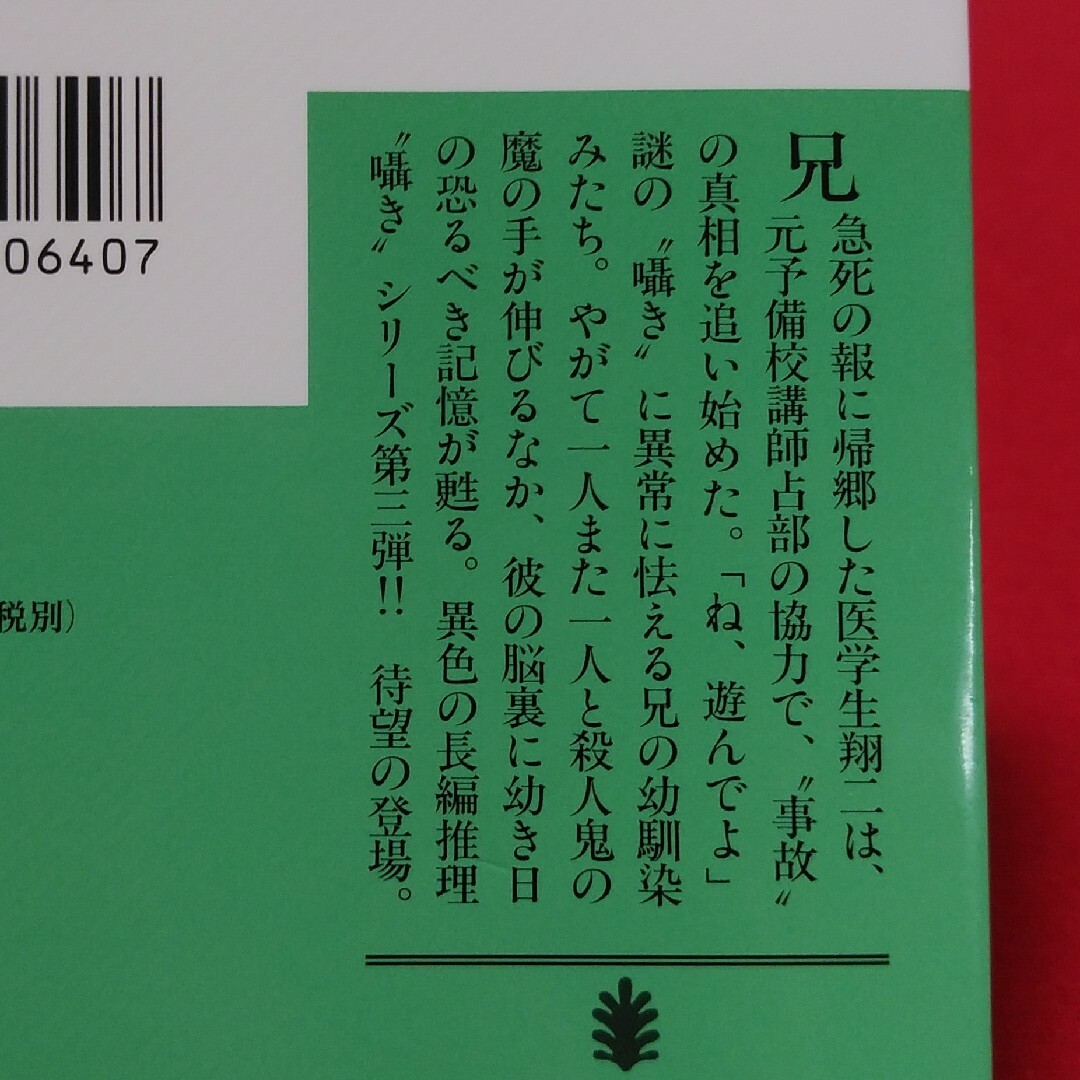 兄急死の報に帰郷した医学生翔二は、
元予備校講師占部の協力で、〝事故〟
の真相を追い始めた。「ね、遊んでよ」
謎の〝囁き〟に異常に怯える兄の幼馴染
みたち。やがて一人また一人と殺人鬼の
魔の手が伸びるなか、彼の脳裏に幼き日
の恐るべき記憶が甦る。異色の長編推理
〝囁き〟シリーズ第三弾!! 待望の登場。
06407
税別)